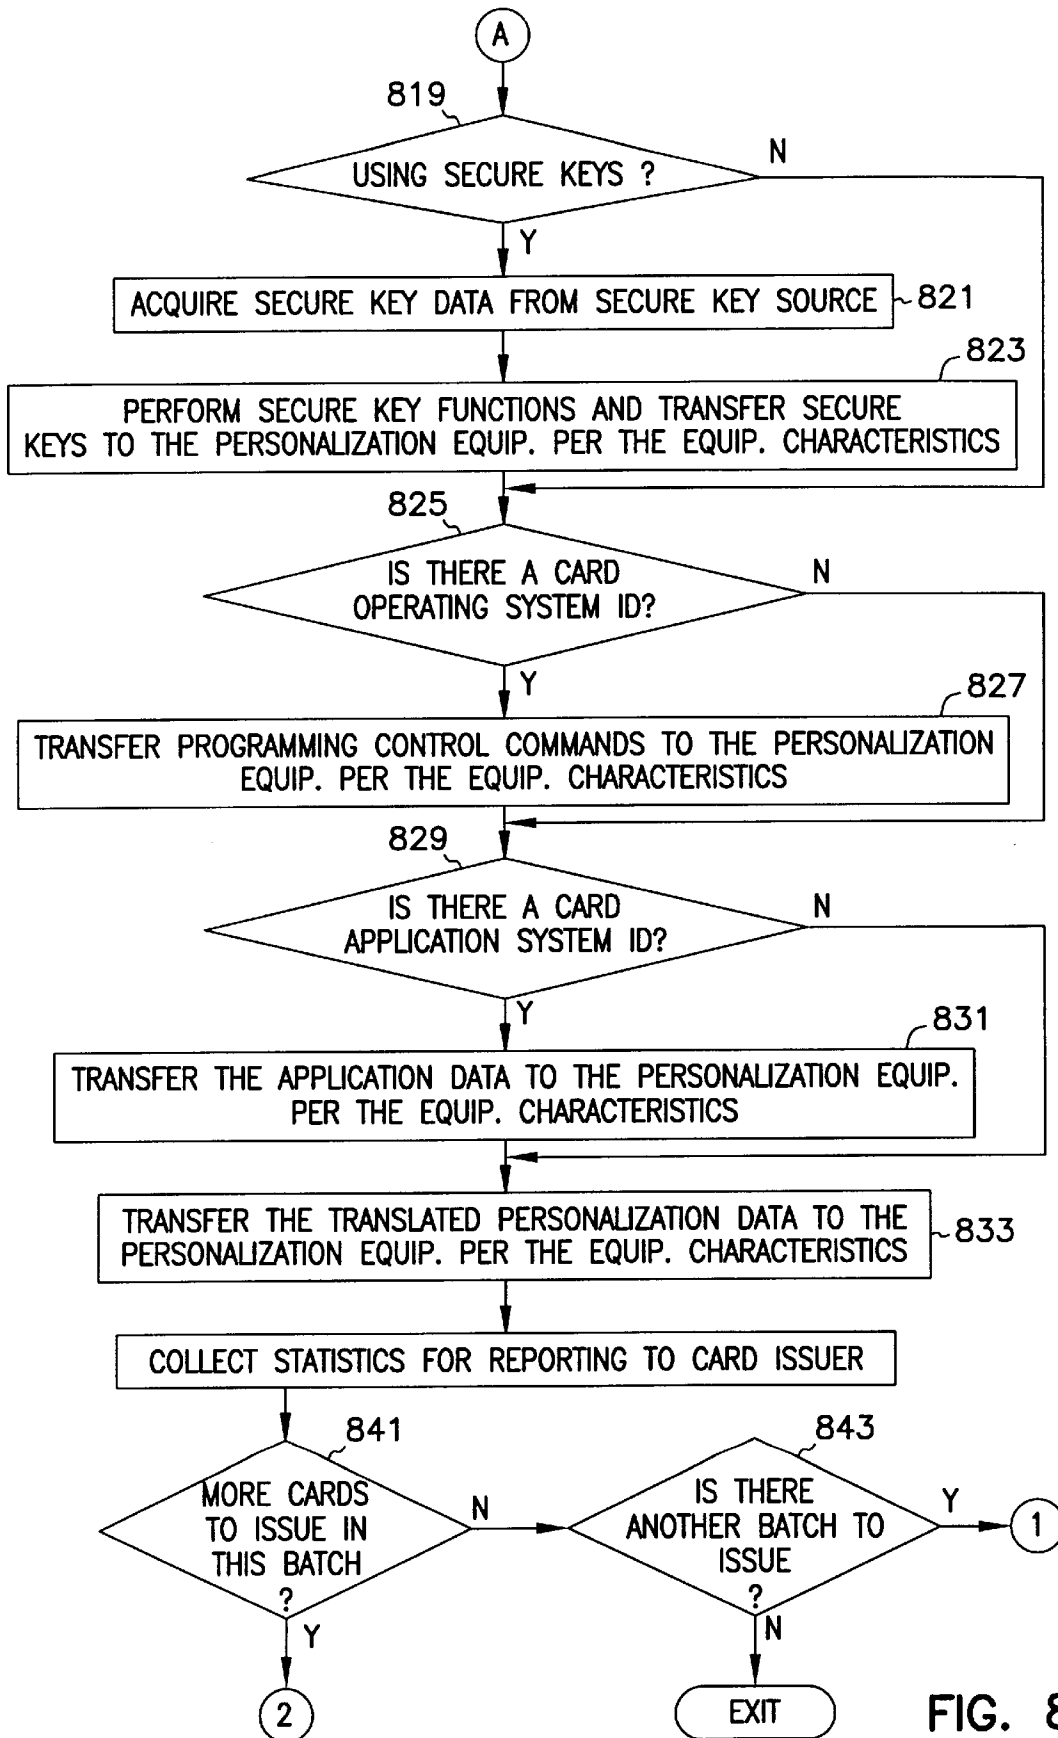 A
819
USING SECURE KEYS ?
N
Y
ACQUIRE SECURE KEY DATA FROM SECURE KEY SOURCE
821
823
PERFORM SECURE KEY FUNCTIONS AND TRANSFER SECURE
KEYS TO THE PERSONALIZATION EQUIP. PER THE EQUIP. CHARACTERISTICS
825
IS THERE A CARD
OPERATING SYSTEM ID?
N
Y
827
TRANSFER PROGRAMMING CONTROL COMMANDS TO THE PERSONALIZATION
EQUIP. PER THE EQUIP. CHARACTERISTICS
829
IS THERE A CARD
APPLICATION SYSTEM ID?
N
Y
831
TRANSFER THE APPLICATION DATA TO THE PERSONALIZATION EQUIP.
PER THE EQUIP. CHARACTERISTICS
TRANSFER THE TRANSLATED PERSONALIZATION DATA TO THE
PERSONALIZATION EQUIP. PER THE EQUIP. CHARACTERISTICS
833
COLLECT STATISTICS FOR REPORTING TO CARD ISSUER
841
MORE CARDS
TO ISSUE IN
THIS BATCH
?
N
Y
2
843
IS THERE
ANOTHER BATCH TO
ISSUE
?
Y
1
N
EXIT
FIG. 8